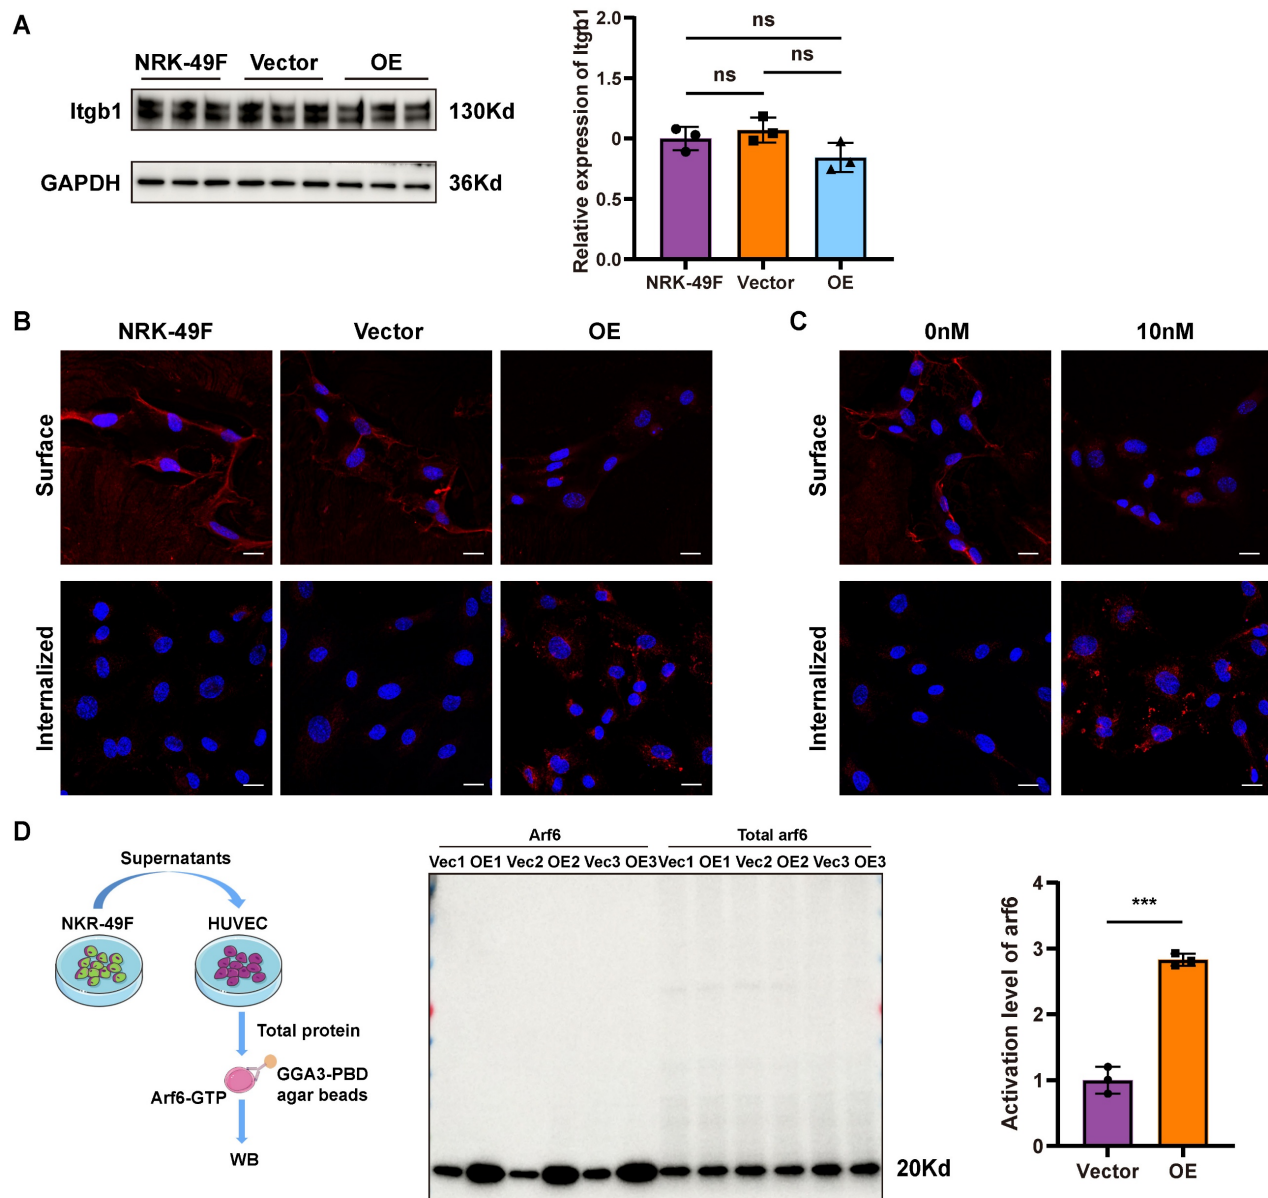 A
NRK-49F Vector OE
Itgb1 130Kd
GAPDH 36Kd
Relative expression of Itgb1
2.0
1.5
0
0.5
0.0
ns
ns
ns
NRK-49F Vector OE
B
NRK-49F Vector OE
Surface
Internalized
C
0nM 10nM
Surface
Internalized
D
Supernatants
NKR-49F HUVEC
Total protein
GGA3-PBD
agar beads
Arf6-GTP
WB
Arf6 Total arf6
Vec1 OE1 Vec2 OE2 Vec3 OE3 Vec1 OE1 Vec2 OE2 Vec3 OE3
20Kd
Activation level of arf6
4
3
2
1
0
***
Vector OE